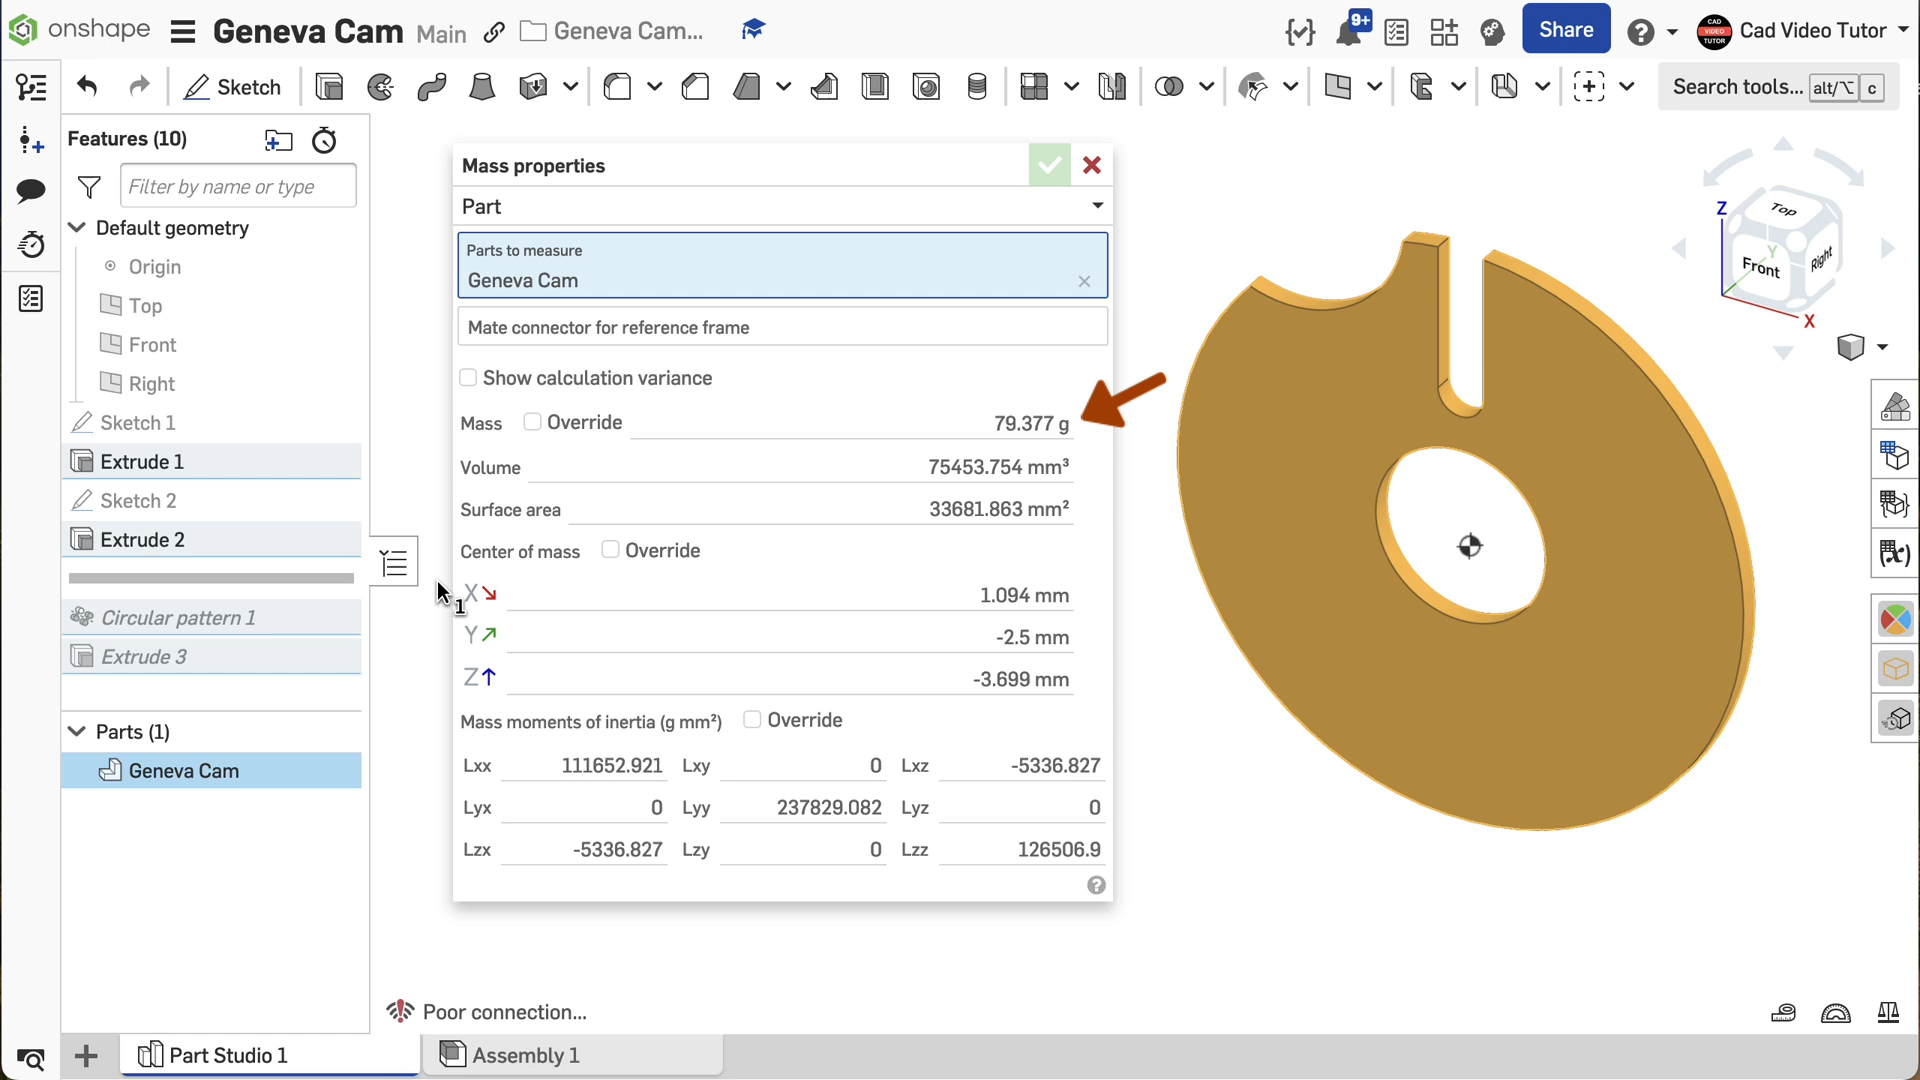 onshape Geneva Cam Main Geneva Cam... 9+ Share CAD VIDEO TUTOR Cad Video Tutor
Sketch Search tools... alt/⌥ c
Features (10)
Filter by name or type
Default geometry
Origin
Top
Front
Right
Sketch 1
Extrude 1
Sketch 2
Extrude 2
Circular pattern 1
Extrude 3
Parts (1)
Geneva Cam
Mass properties
Part
Parts to measure
Geneva Cam
Mate connector for reference frame
Show calculation variance
Mass Override 79.377 g
Volume 75453.754 mm³
Surface area 33681.863 mm²
Center of mass Override
X 1.094 mm
Y -2.5 mm
Z -3.699 mm
Mass moments of inertia (g mm²) Override
Lxx 111652.921 Lxy 0 Lxz -5336.827
Lyx 0 Lyy 237829.082 Lyz 0
Lzx -5336.827 Lzy 0 Lzz 126506.9
1
Z
Top
Y
Front
Right
X
(x)
Poor connection...
Part Studio 1
Assembly 1